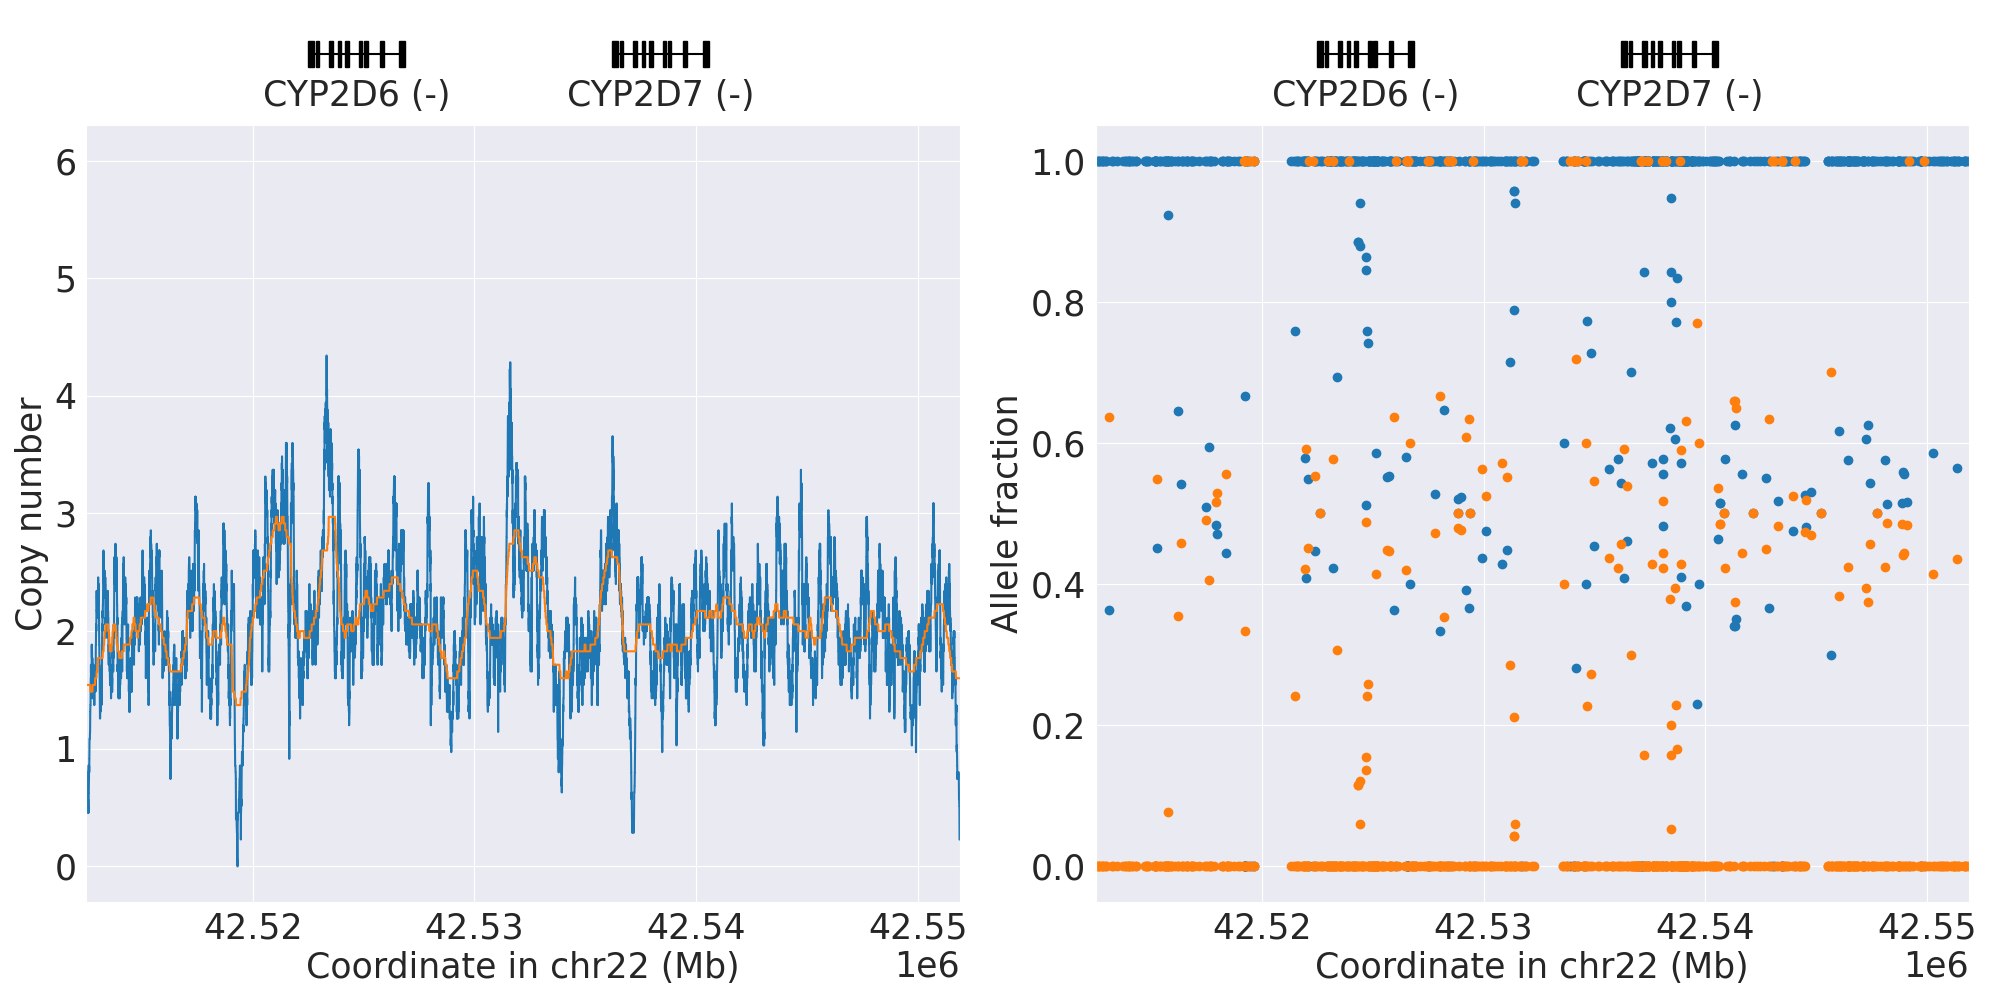 CYP2D6 (-)
CYP2D7 (-)
6
5
4
3
2
1
0
Copy number
42.52
42.53
42.54
42.55
Coordinate in chr22 (Mb)
1e6
CYP2D6 (-)
CYP2D7 (-)
1.0
0.8
0.6
0.4
0.2
0.0
Allele fraction
42.52
42.53
42.54
42.55
Coordinate in chr22 (Mb)
1e6